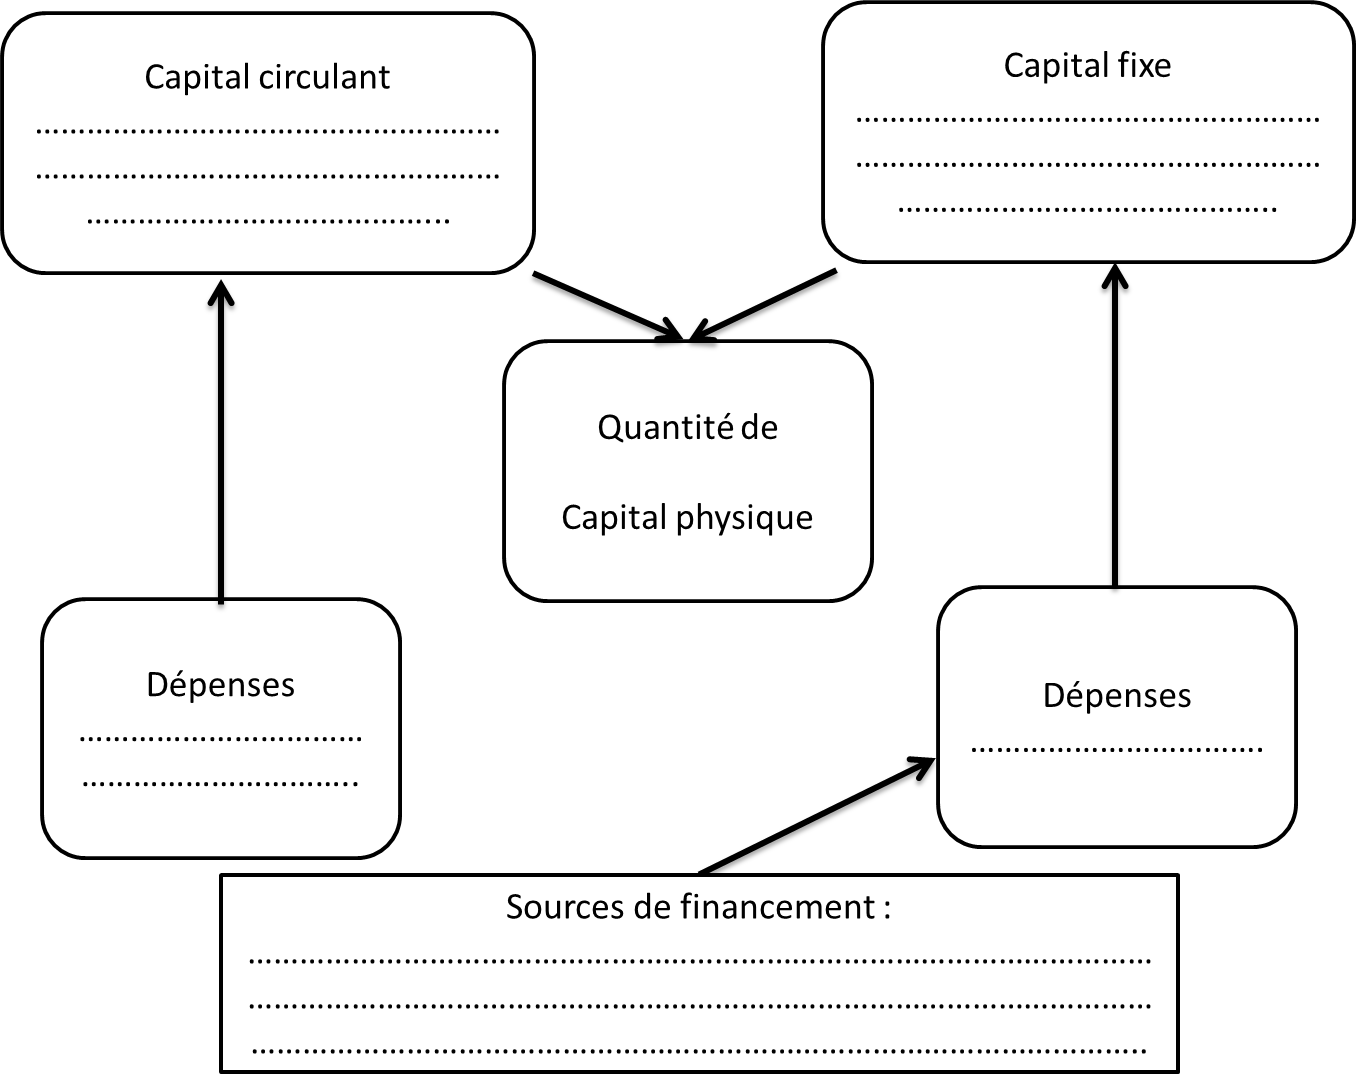 Capital circulant
………………………………………………
………………………………………………
…………………………………..
Capital fixe
………………………………………………
………………………………………………
……………………………………..
Quantité de
Capital physique
Dépenses
……………………………
…………………………..
Dépenses
…………………………….
Sources de financement :
……………………………………………………………………………………………
……………………………………………………………………………………………
…………………………………………………………………………………………..